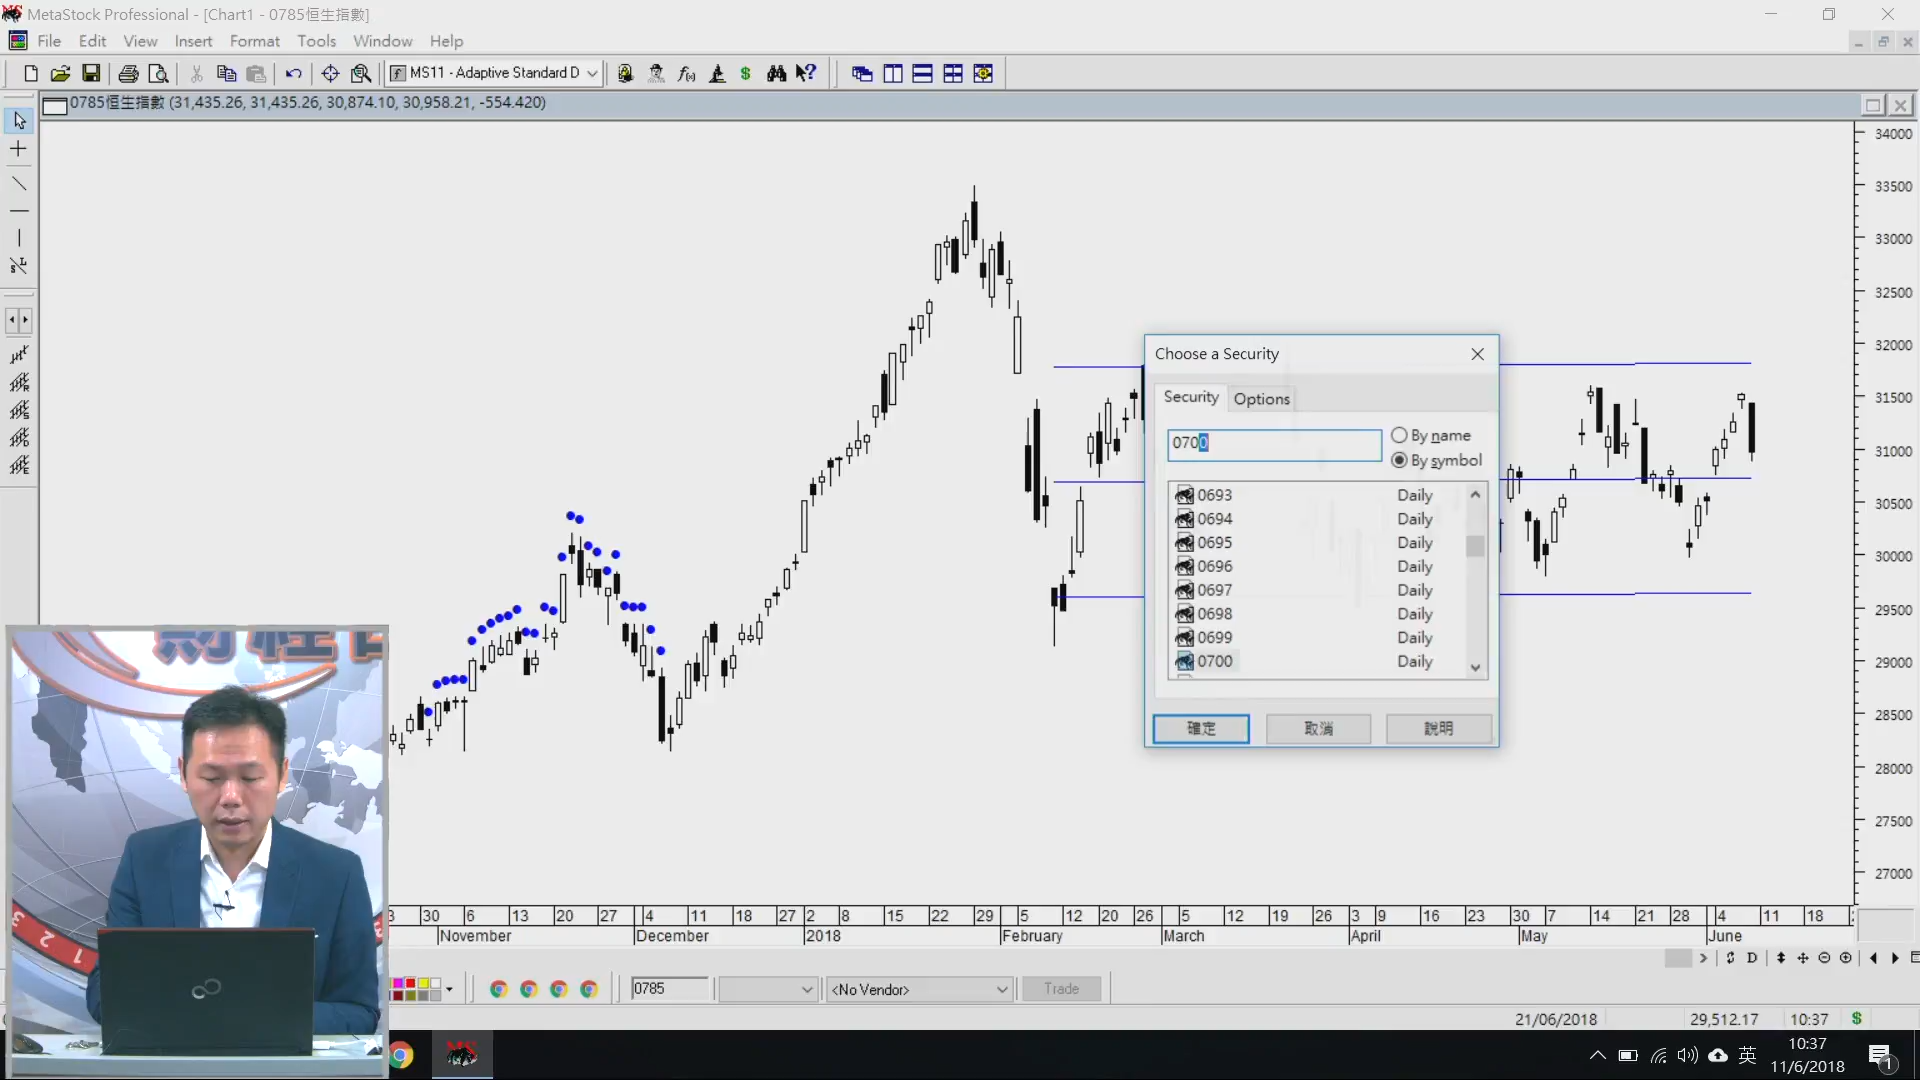 MetaStock Professional - [Chart1 - 0785恒生指數]
File Edit View Insert Format Tools Window Help
MS11 - Adaptive Standard D
0785恒生指數 (31,435.26, 31,435.26, 30,874.10, 30,958.21, -554.420)
34000
33500
33000
32500
32000
31500
31000
30500
30000
29500
29000
28500
28000
27500
27000
Choose a Security
Security Options
0700
By name
By symbol
0693 Daily
0694 Daily
0695 Daily
0696 Daily
0697 Daily
0698 Daily
0699 Daily
0700 Daily
確定 取消 説明
3 2 1
30 6 13 20 27 4 11 18 27 2 8 15 22 29 5 12 20 26 5 12 19 26 3 9 16 23 30 7 14 21 28 4 11 18
November December 2018 February March April May June
D
0785 <No Vendor> Trade
21/06/2018 29,512.17 10:37 $
英 10:37
11/6/2018
1